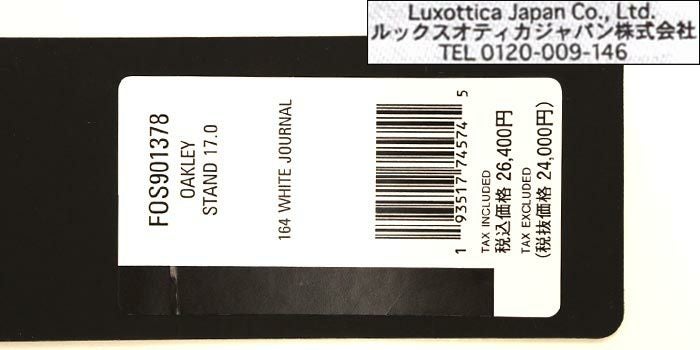 Luxottica Japan Co., Ltd.
ルックスオティカジャパン株式会社
TEL 0120-009-146
FOS901378
OAKLEY
STAND 17.0
164 WHITE JOURNAL
1 93517 74574 5
TAX INCLUDED
税込価格 26,400円
TAX EXCLUDED
(税抜価格 24,000円)